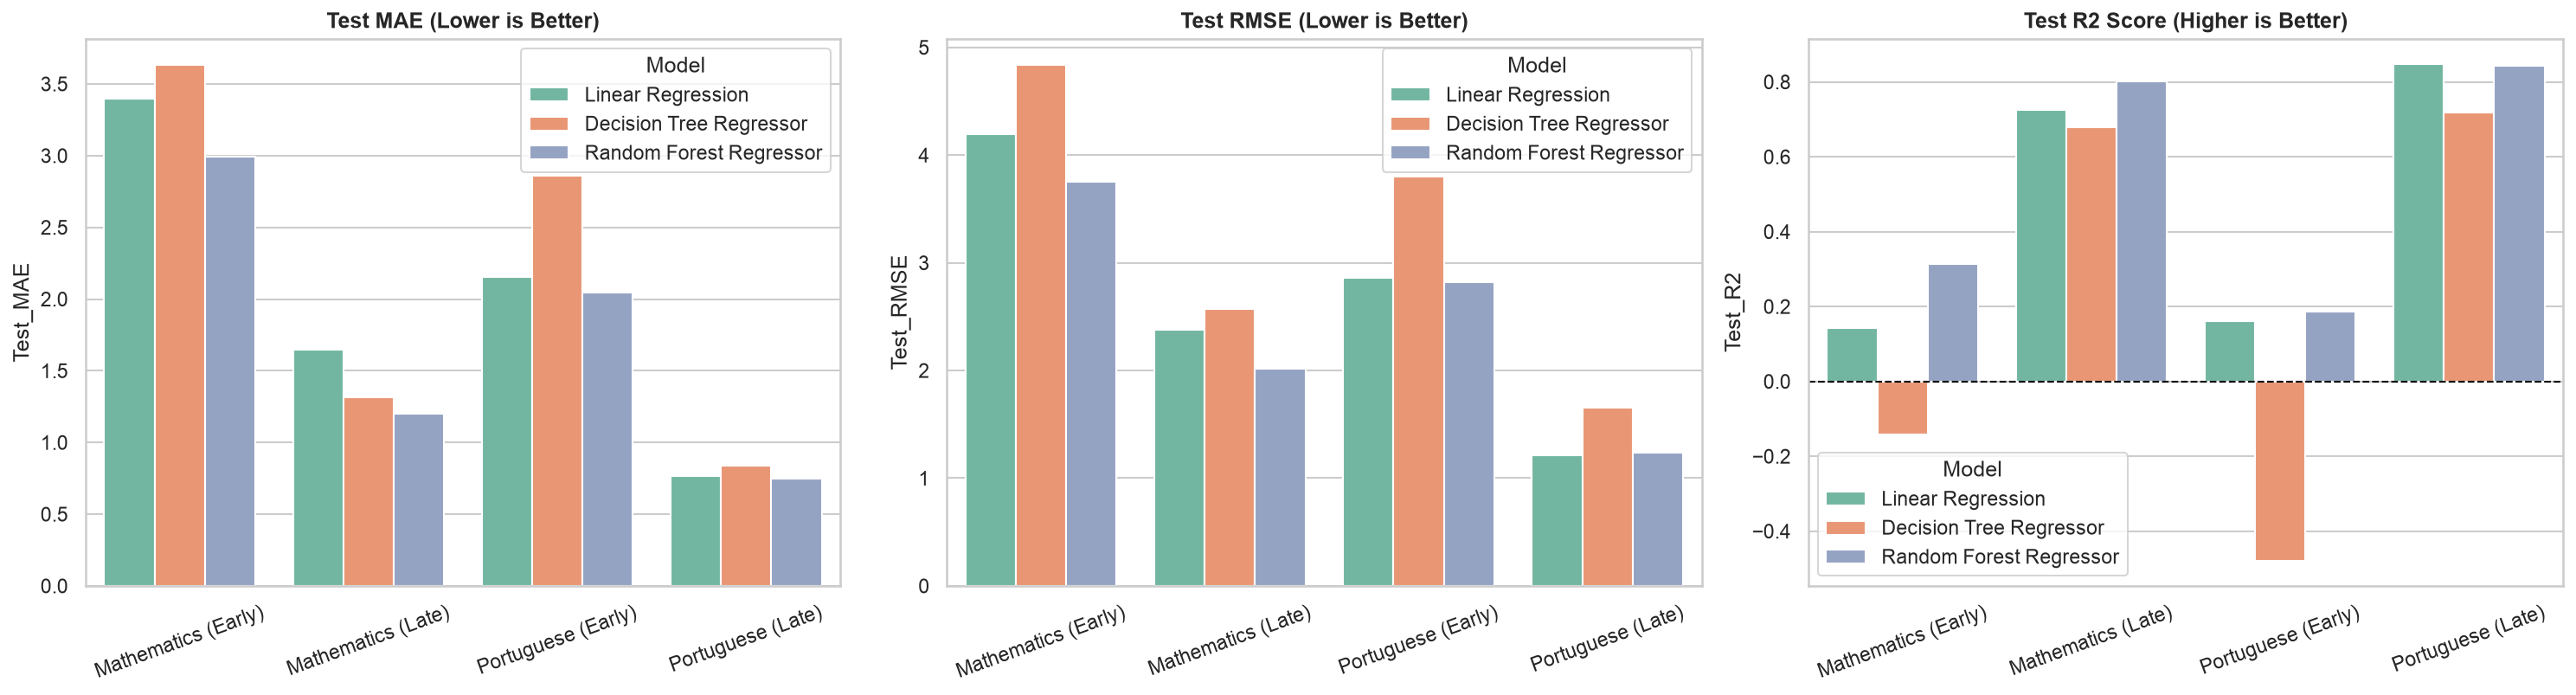 Test MAE (Lower is Better)
Test_MAE
3.5
3.0
2.5
2.0
1.5
1.0
0.5
0.0
Model
Linear Regression
Decision Tree Regressor
Random Forest Regressor
Mathematics (Early)
Mathematics (Late)
Portuguese (Early)
Portuguese (Late)
Test RMSE (Lower is Better)
Test_RMSE
5
4
3
2
1
0
Model
Linear Regression
Decision Tree Regressor
Random Forest Regressor
Mathematics (Early)
Mathematics (Late)
Portuguese (Early)
Portuguese (Late)
Test R2 Score (Higher is Better)
Test_R2
0.8
0.6
0.4
0.2
0.0
−0.2
−0.4
Model
Linear Regression
Decision Tree Regressor
Random Forest Regressor
Mathematics (Early)
Mathematics (Late)
Portuguese (Early)
Portuguese (Late)